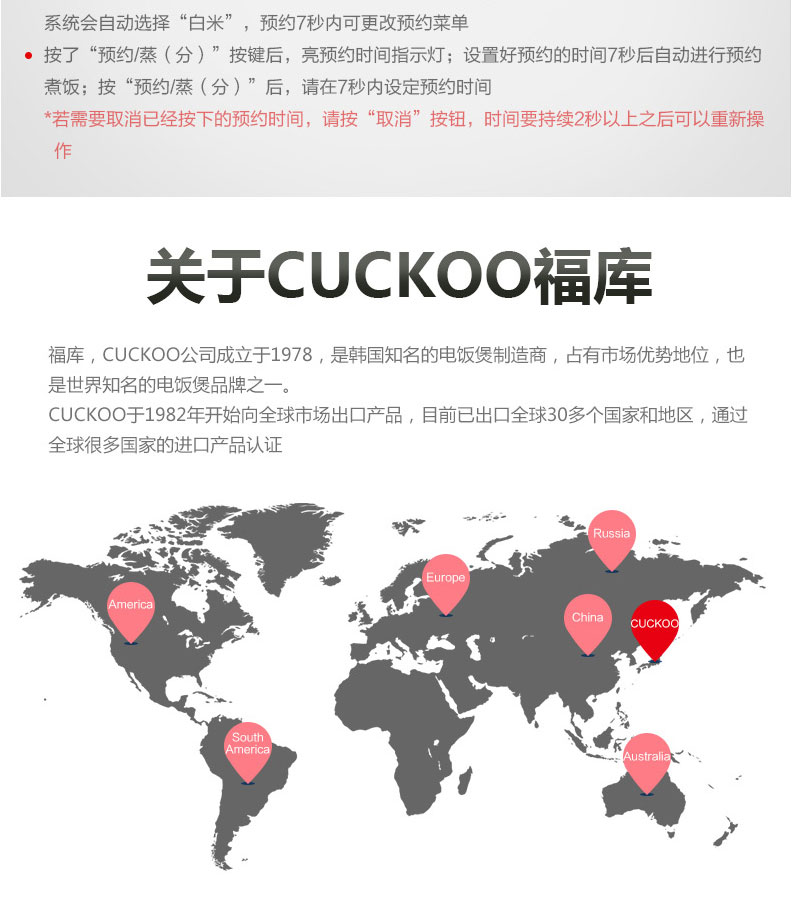 系统会自动选择“白米”，预约7秒内可更改预约菜单
按了“预约/蒸（分）”按键后，亮预约时间指示灯；设置好预约的时间7秒后自动进行预约
煮饭；按“预约/蒸（分）”后，请在7秒内设定预约时间
*若需要取消已经按下的预约时间，请按“取消”按钮，时间要持续2秒以上之后可以重新操
作
关于CUCKOO福库
福库，CUCKOO公司成立于1978，是韩国知名的电饭煲制造商，占有市场优势地位，也
是世界知名的电饭煲品牌之一。
CUCKOO于1982年开始向全球市场出口产品，目前已出口全球30多个国家和地区，通过
全球很多国家的进口产品认证
Russia
Europe
America
China
CUCKOO
South
America
Australia